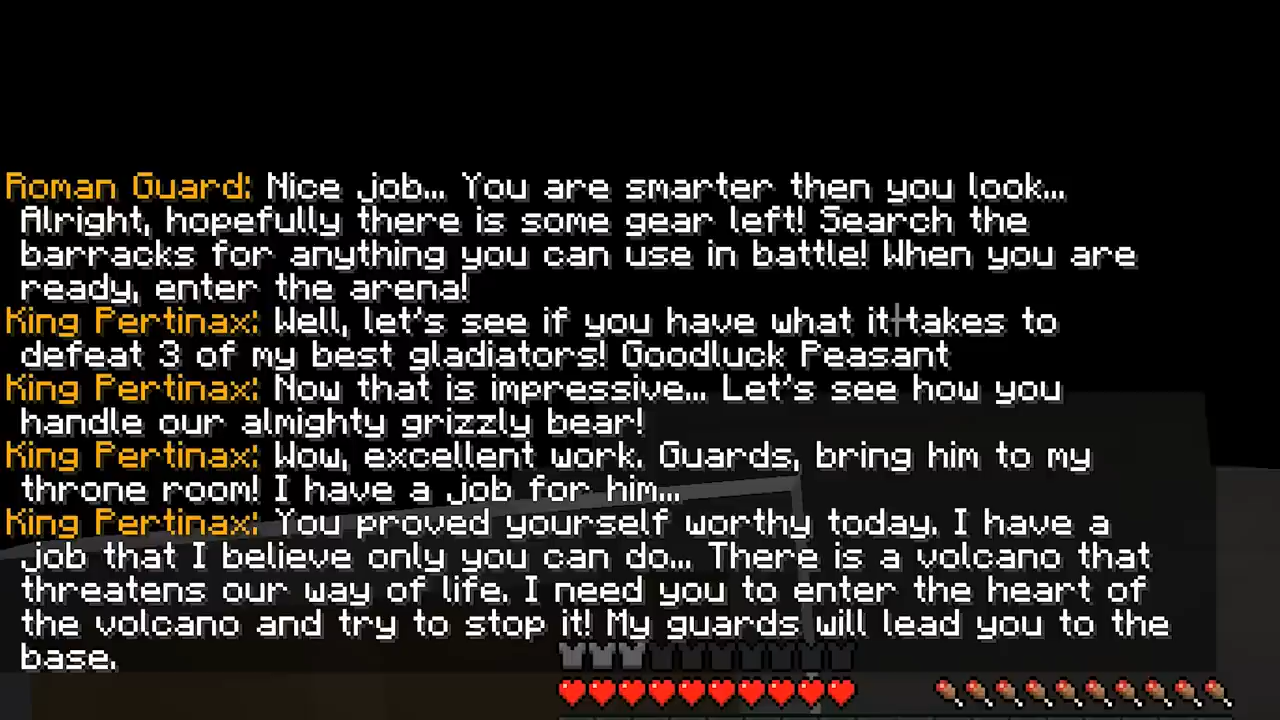 Roman Guard: Nice job... You are smarter then you look...
Alright, hopefully there is some gear left! Search the
barracks for anything you can use in battle! When you are
ready, enter the arena!
King Pertinax: Well, let's see if you have what it takes to
defeat 3 of my best gladiators! Goodluck Peasant
King Pertinax: Now that is impressive... Let's see how you
handle our almighty grizzly bear!
King Pertinax: Wow, excellent work. Guards, bring him to my
throne room! I have a job for him...
King Pertinax: You proved yourself worthy today. I have a
job that I believe only you can do... There is a volcano that
threatens our way of life. I need you to enter the heart of
the volcano and try to stop it! My guards will lead you to the
base.